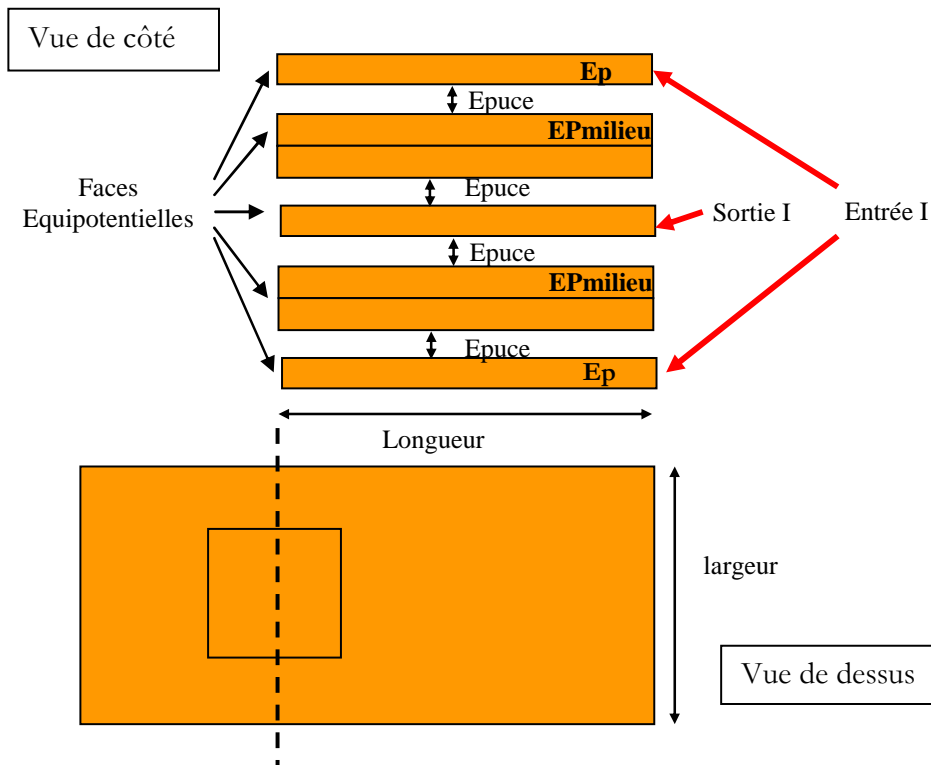 Vue de côté
Ep
Epuce
EPmilieu
Epuce
Faces
Equipotentielles
Sortie I
Entrée I
Epuce
EPmilieu
Epuce
Ep
Longueur
largeur
Vue de dessus